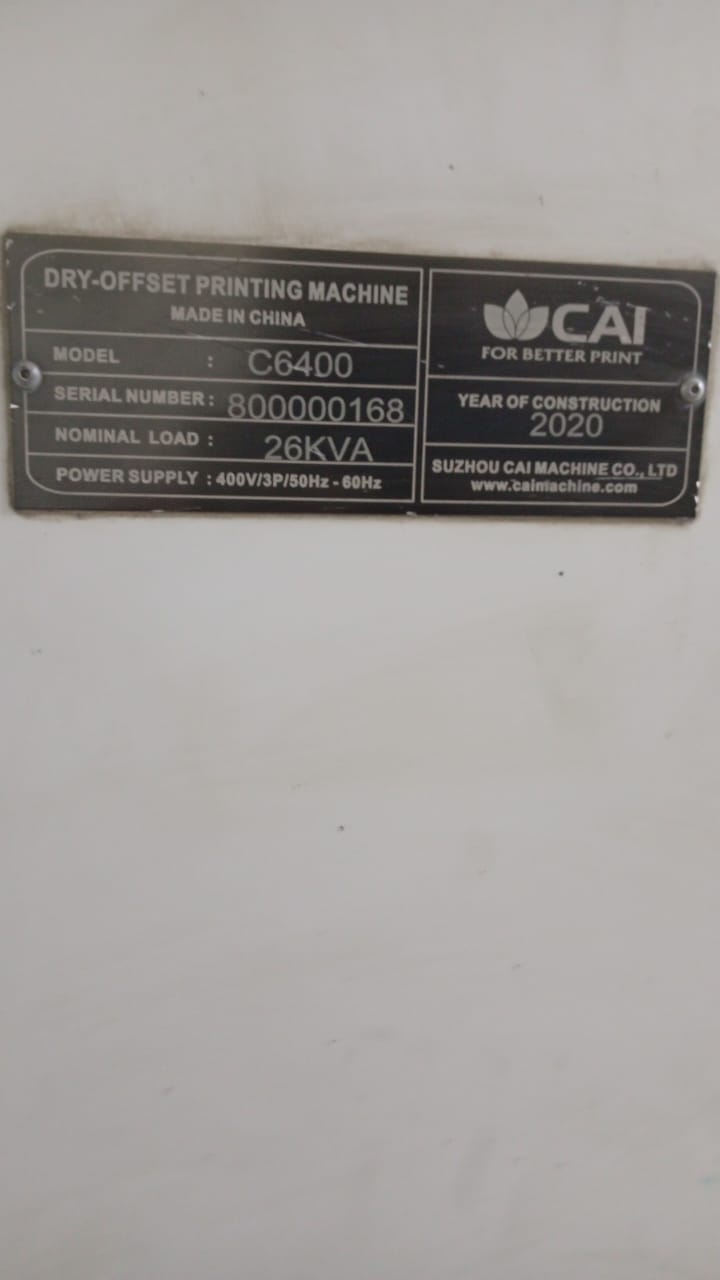 DRY-OFFSET PRINTING MACHINE
MADE IN CHINA
MODEL : C6400
SERIAL NUMBER : 800000168
NOMINAL LOAD : 26KVA
POWER SUPPLY : 400V/3P/50Hz - 60Hz
CAI
FOR BETTER PRINT
YEAR OF CONSTRUCTION
2020
SUZHOU CAI MACHINE CO., LTD
www.caimachine.com